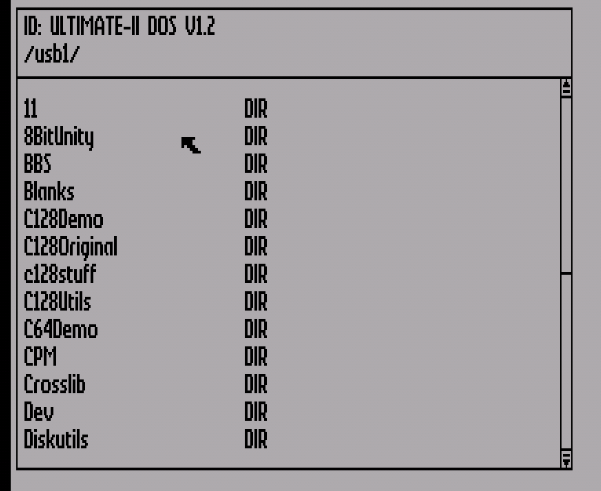 ID: ULTIMATE-II DOS V1.2
/usb1/
11 DIR
8BitUnity DIR
BBS DIR
Blanks DIR
C128Demo DIR
C128Original DIR
c128stuff DIR
C128Utils DIR
C64Demo DIR
CPM DIR
Crosslib DIR
Dev DIR
Diskutils DIR